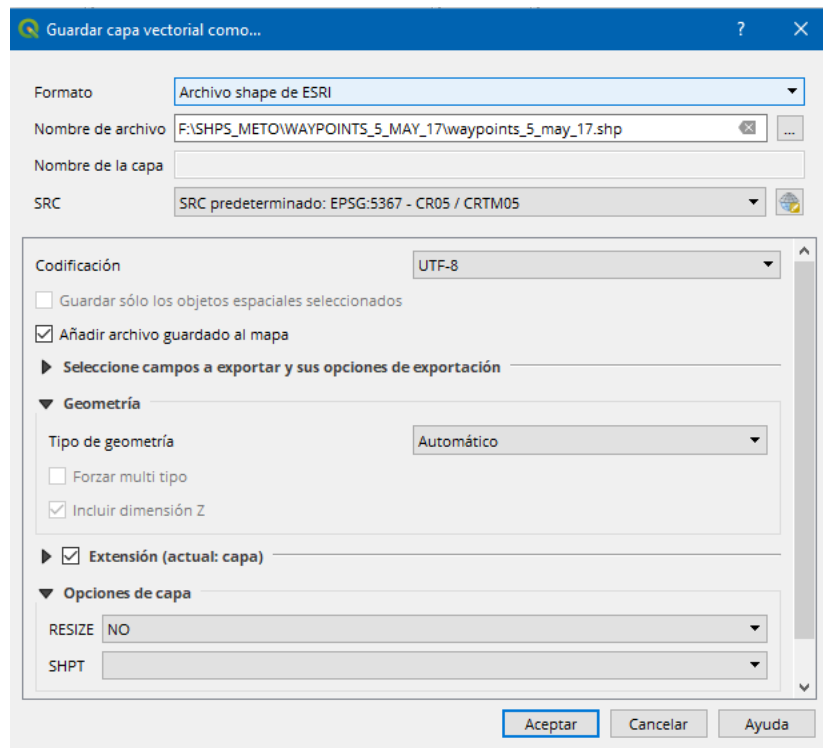 Guardar capa vectorial como... ?
Formato Archivo shape de ESRI
Nombre de archivo F:\SHPS_METO\WAYPOINTS_5_MAY_17\waypoints_5_may_17.shp ...
Nombre de la capa
SRC SRC predeterminado: EPSG:5367 - CR05 / CRTM05
Codificación UTF-8
Guardar sólo los objetos espaciales seleccionados
Añadir archivo guardado al mapa
Seleccione campos a exportar y sus opciones de exportación
Geometría
Tipo de geometría Automático
Forzar multi tipo
Incluir dimensión Z
Extensión (actual: capa)
Opciones de capa
RESIZE NO
SHPT
Aceptar Cancelar Ayuda